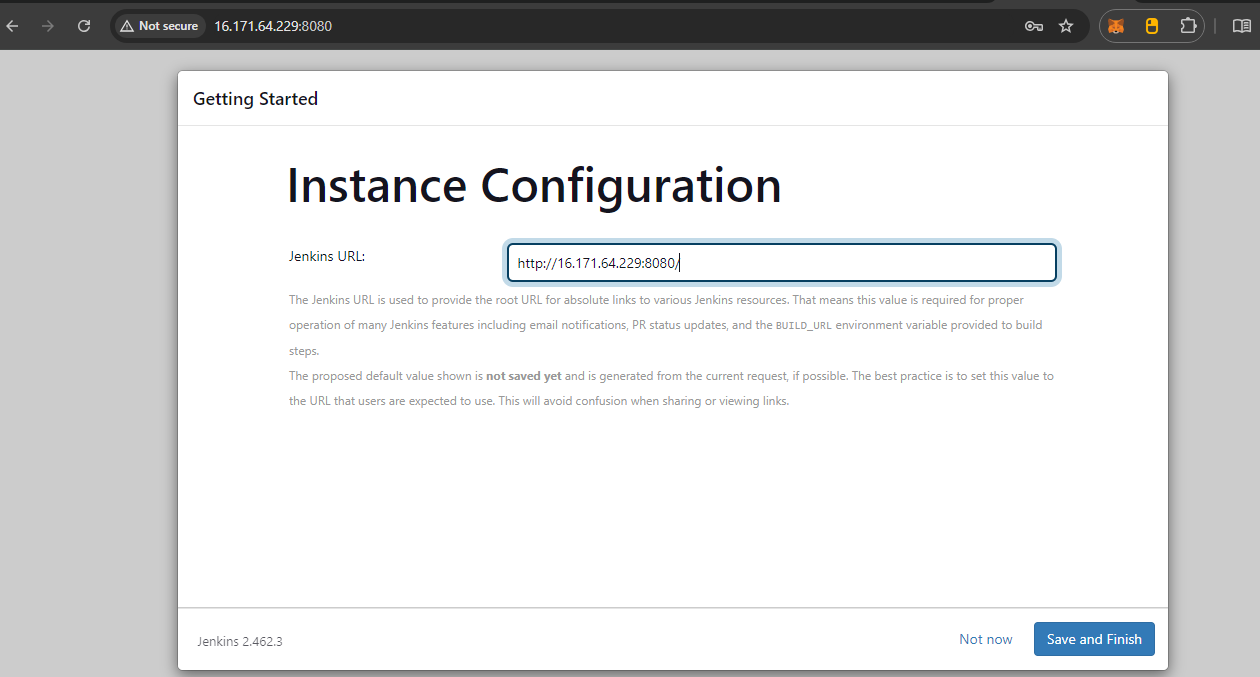 Not secure 16.171.64.229:8080
Getting Started
Instance Configuration
Jenkins URL:
http://16.171.64.229:8080/
The Jenkins URL is used to provide the root URL for absolute links to various Jenkins resources. That means this value is required for proper
operation of many Jenkins features including email notifications, PR status updates, and the BUILD_URL environment variable provided to build
steps.
The proposed default value shown is not saved yet and is generated from the current request, if possible. The best practice is to set this value to
the URL that users are expected to use. This will avoid confusion when sharing or viewing links.
Jenkins 2.462.3
Not now
Save and Finish